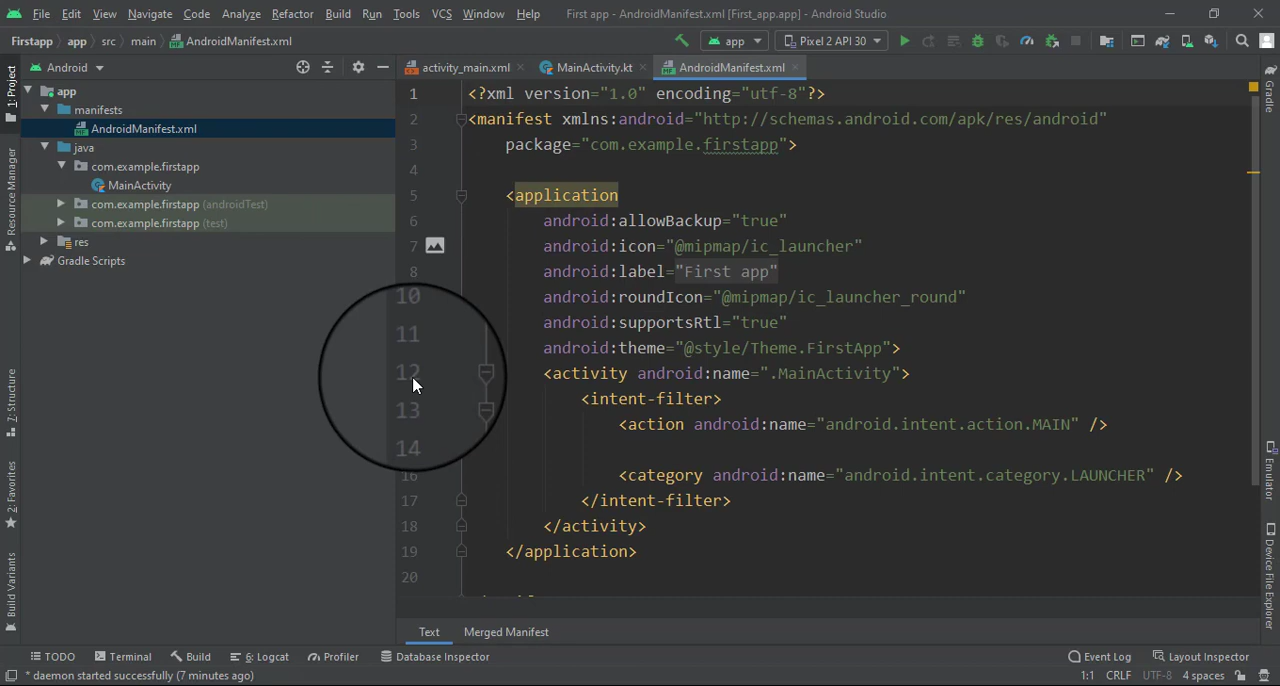 File Edit View Navigate Code Analyze Refactor Build Run Tools VCS Window Help First app - AndroidManifest.xml [First_app.app] - Android Studio
Firstapp app src main AndroidManifest.xml app Pixel 2 API 30
Android activity_main.xml MainActivity.kt AndroidManifest.xml
1: Project
Resource Manager
Z: Structure
2: Favorites
Build Variants
app
manifests
AndroidManifest.xml
java
com.example.firstapp
MainActivity
com.example.firstapp (androidTest)
com.example.firstapp (test)
res
Gradle Scripts
1 <?xml version="1.0" encoding="utf-8"?>
2 <manifest xmlns:android="http://schemas.android.com/apk/res/android"
3 package="com.example.firstapp">
4
5 <application
6 android:allowBackup="true"
7 android:icon="@mipmap/ic_launcher"
8 android:label="First app"
10 android:roundIcon="@mipmap/ic_launcher_round"
11 android:supportsRtl="true"
android:theme="@style/Theme.FirstApp">
12 <activity android:name=".MainActivity">
13 <intent-filter>
<action android:name="android.intent.action.MAIN" />
14
16 <category android:name="android.intent.category.LAUNCHER" />
17 </intent-filter>
18 </activity>
19 </application>
20
Gradle
Emulator
Device File Explorer
Text Merged Manifest
TODO Terminal Build 6: Logcat Profiler Database Inspector Event Log Layout Inspector
* daemon started successfully (7 minutes ago) 1:1 CRLF UTF-8 4 spaces